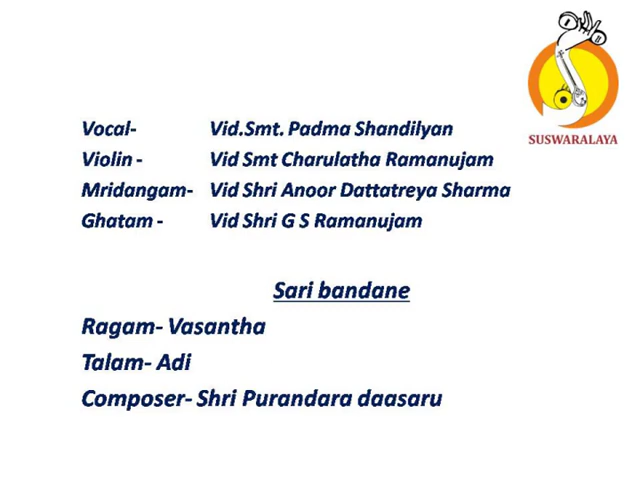 SUSWARALAYA
Vocal- Vid.Smt. Padma Shandilyan
Violin - Vid Smt Charulatha Ramanujam
Mridangam- Vid Shri Anoor Dattatreya Sharma
Ghatam - Vid Shri G S Ramanujam
Sari bandane
Ragam- Vasantha
Talam- Adi
Composer- Shri Purandara daasaru